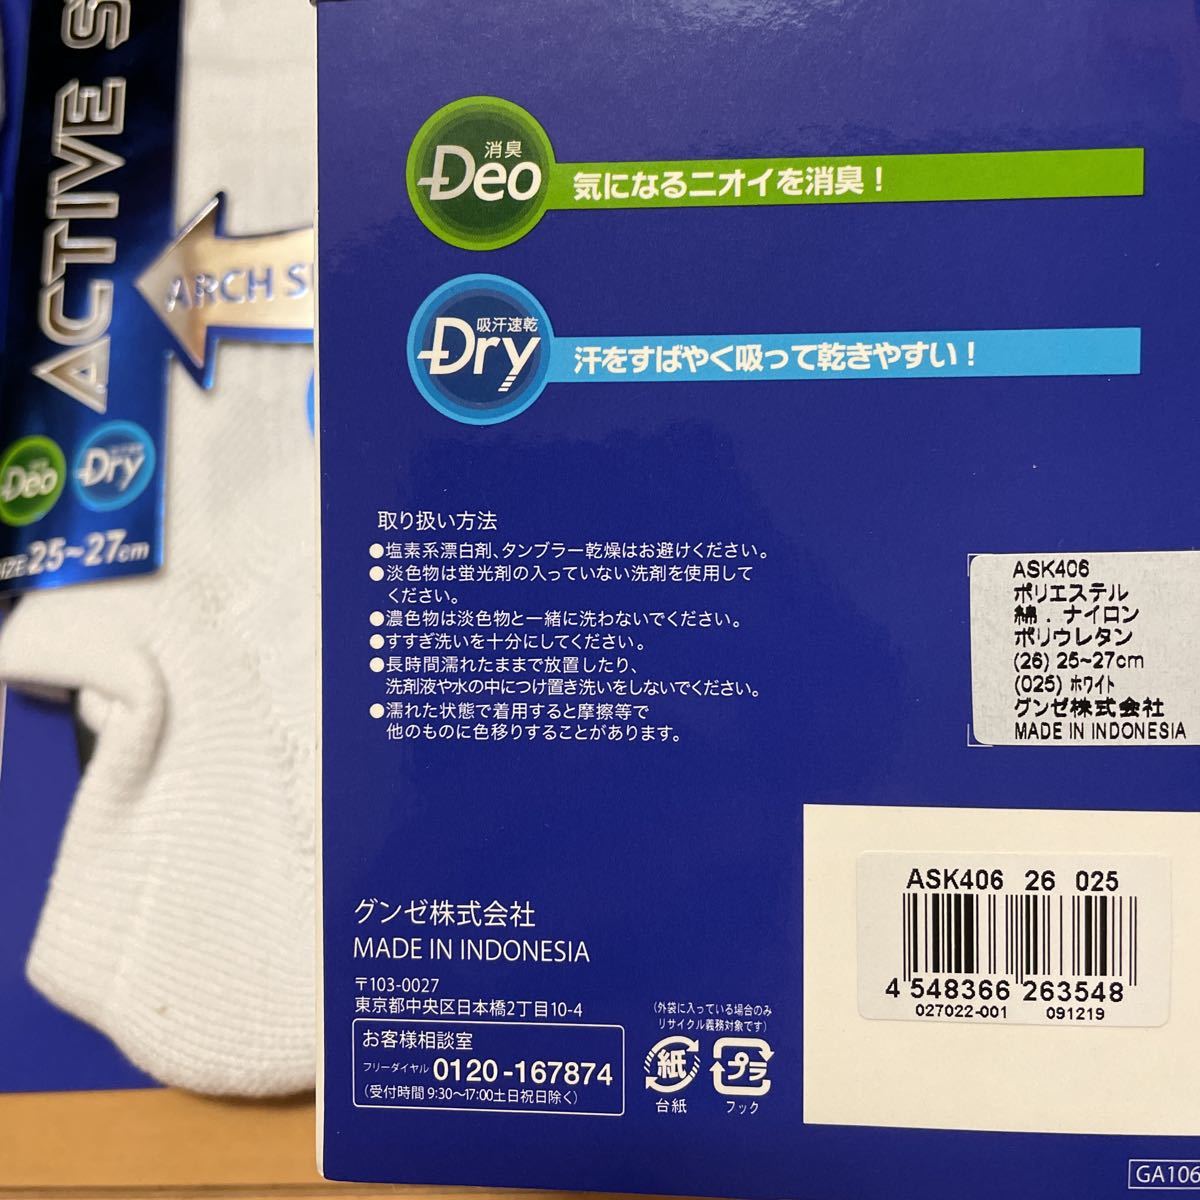 ACTIVE S
ARCH S
Deo
Dry
SIZE: 25~27cm
消臭
Deo
気になるニオイを消臭！
吸汗速乾
Dry
汗をすばやく吸って乾きやすい！
取り扱い方法
●塩素系漂白剤、タンブラー乾燥はお避けください。
●淡色物は蛍光剤の入っていない洗剤を使用して
ください。
●濃色物は淡色物と一緒に洗わないでください。
●すすぎ洗いを十分にしてください。
●長時間濡れたままで放置したり、
洗剤液や水の中につけ置き洗いをしないでください。
●濡れた状態で着用すると摩擦等で
他のものに色移りすることがあります。
ASK406
ポリエステル
綿．ナイロン
ポリウレタン
(26) 25~27cm
(025) ﾎﾜｲﾄ
グンゼ株式会社
MADE IN INDONESIA
ASK406 26 025
4 548366 263548
027022-001 091219
グンゼ株式会社
MADE IN INDONESIA
〒103-0027
東京都中央区日本橋2丁目10-4
お客様相談室
フリーダイヤル 0120-167874
（受付時間 9:30〜17:00土日祝日除く）
（外袋に入っている場合のみ
リサイクル義務対象です）
紙
台紙
プラ
フック
GA106